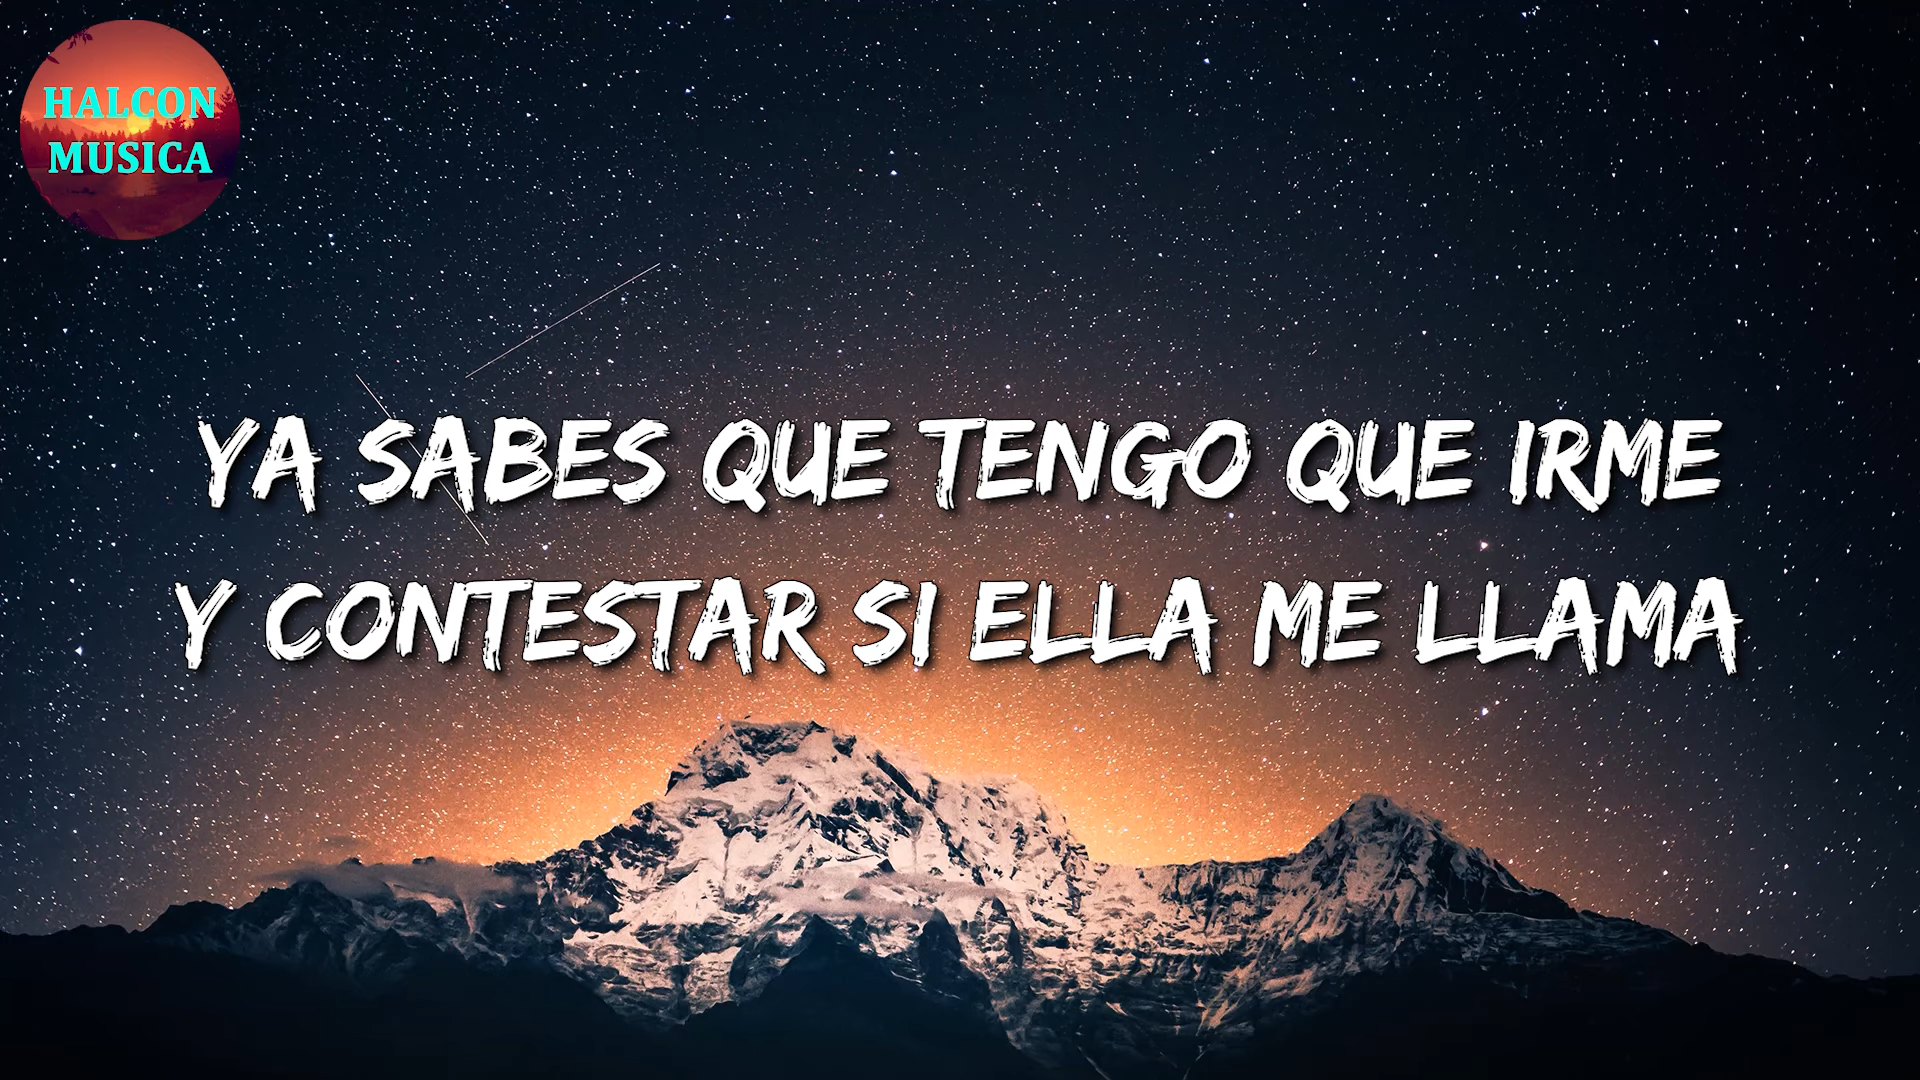 HALCON
MUSICA
YA SABES QUE TENGO QUE IRME
Y CONTESTAR SI ELLA ME LLAMA